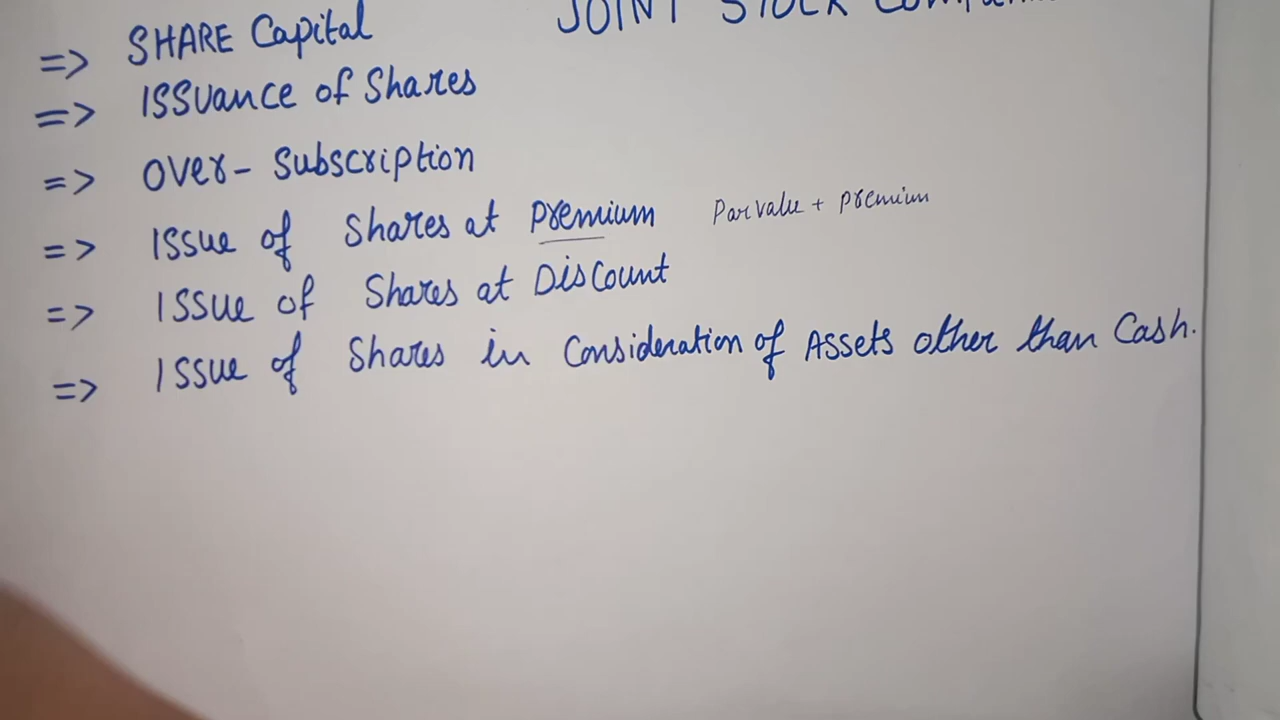 JOINT STOCK
=> SHARE Capital
=> ISSuance of Shares
=> Over-Subscription
=> Issue of Shares at Premium Par value + premium
=> ISSue of Shares at DisCount
=> ISSue of Shares in Consideration of Assets other than Cash.